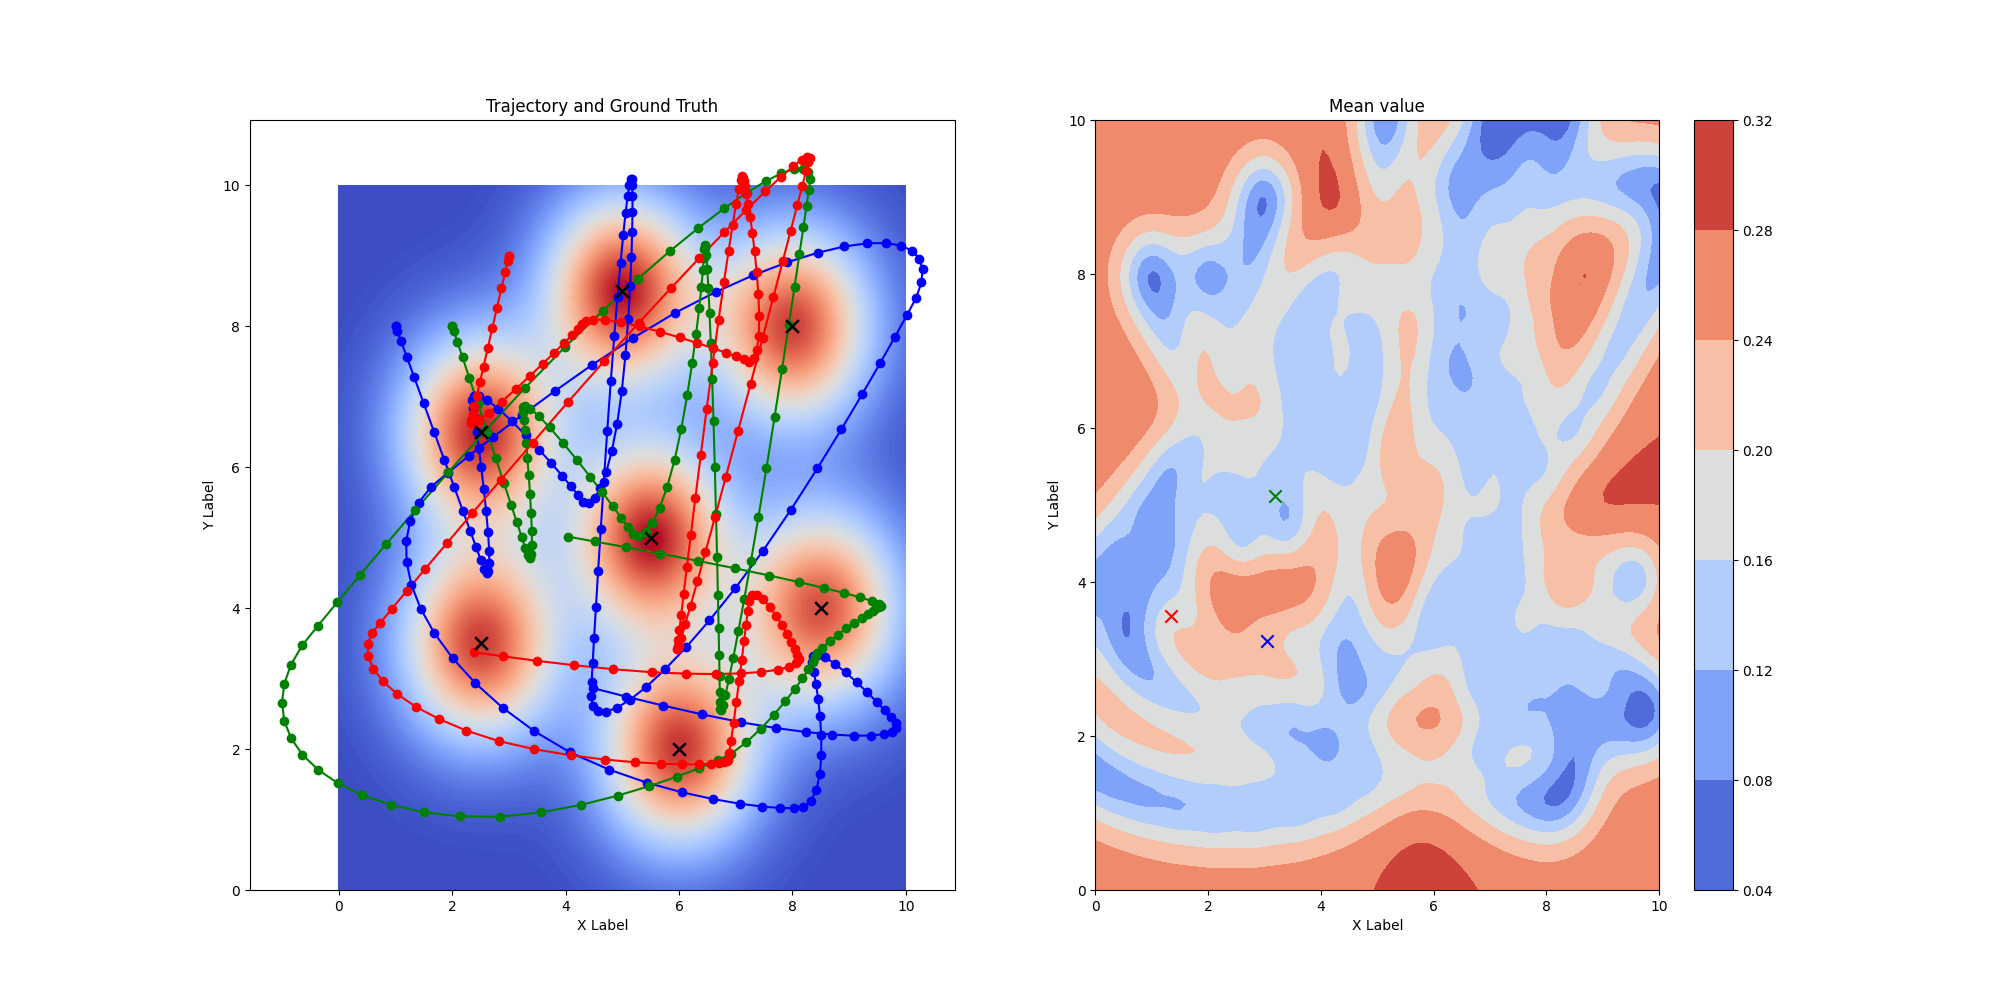 Trajectory and Ground Truth
Y Label
10
8
6
4
2
0
0 2 4 6 8 10
X Label
Mean value
Y Label
10
8
6
4
2
0
0 2 4 6 8 10
X Label
0.32
0.28
0.24
0.20
0.16
0.12
0.08
0.04